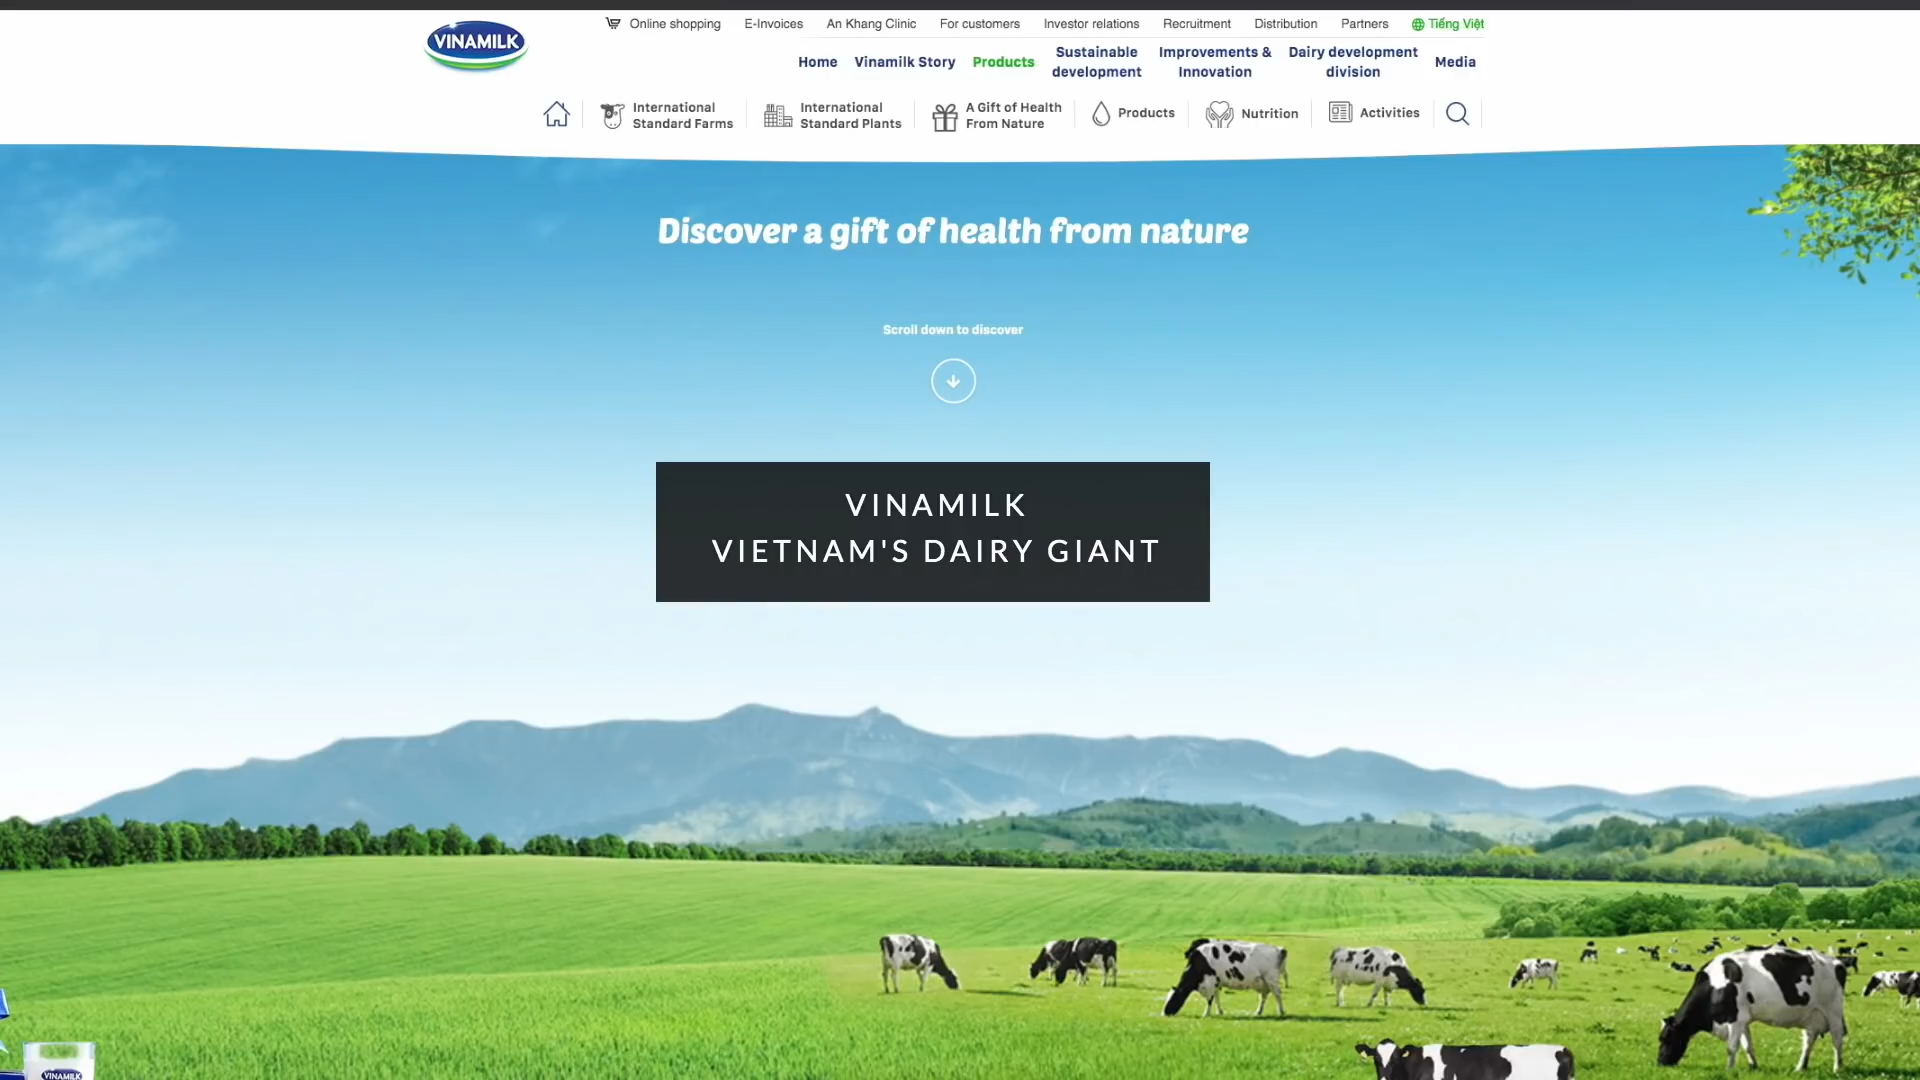 VINAMILK
Online shopping
E-Invoices
An Khang Clinic
For customers
Investor relations
Recruitment
Distribution
Partners
Tiếng Việt
Home
Vinamilk Story
Products
Sustainable
development
Improvements &
Innovation
Dairy development
division
Media
International
Standard Farms
International
Standard Plants
A Gift of Health
From Nature
Products
Nutrition
Activities
Discover a gift of health from nature
Scroll down to discover
VINAMILK
VIETNAM'S DAIRY GIANT
VINAMILK